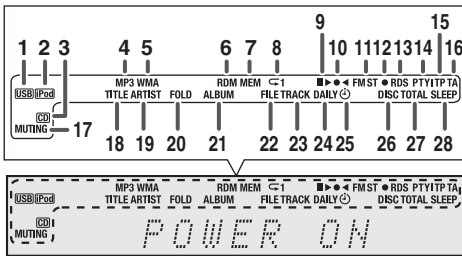 9 15
1 2 3 4 5 6 7 8 10 11 12 13 14 16
MP3 WMA RDM MEM 1 FM ST RDS PTYI TP TA
USB iPod TITLE ARTIST FOLD ALBUM FILE TRACK DAILY DISC TOTAL SLEEP
CD
MUTING 17 18 19 20 21 22 23 24 25 26 27 28
MP3 WMA RDM MEM 1 FM ST RDS PTYI TP TA
USB iPod TITLE ARTIST FOLD ALBUM FILE TRACK DAILY DISC TOTAL SLEEP
CD
MUTING POWER ON